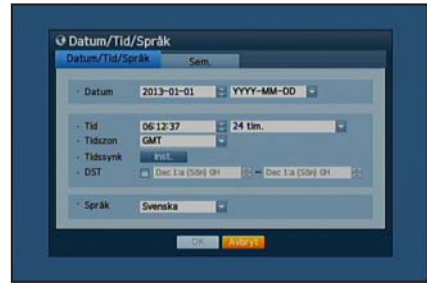 Datum/Tid/Språk
Datum/Tid/Språk Sem.
Datum 2013-01-01 YYYY-MM-DD
Tid 06:12:37 24 tim.
Tidszon GMT
Tidssynk Inst.
DST Dec 1:a (Sön) 0H ~ Dec 1:a (Sön) 0H
Språk Svenska
OK Avbryt